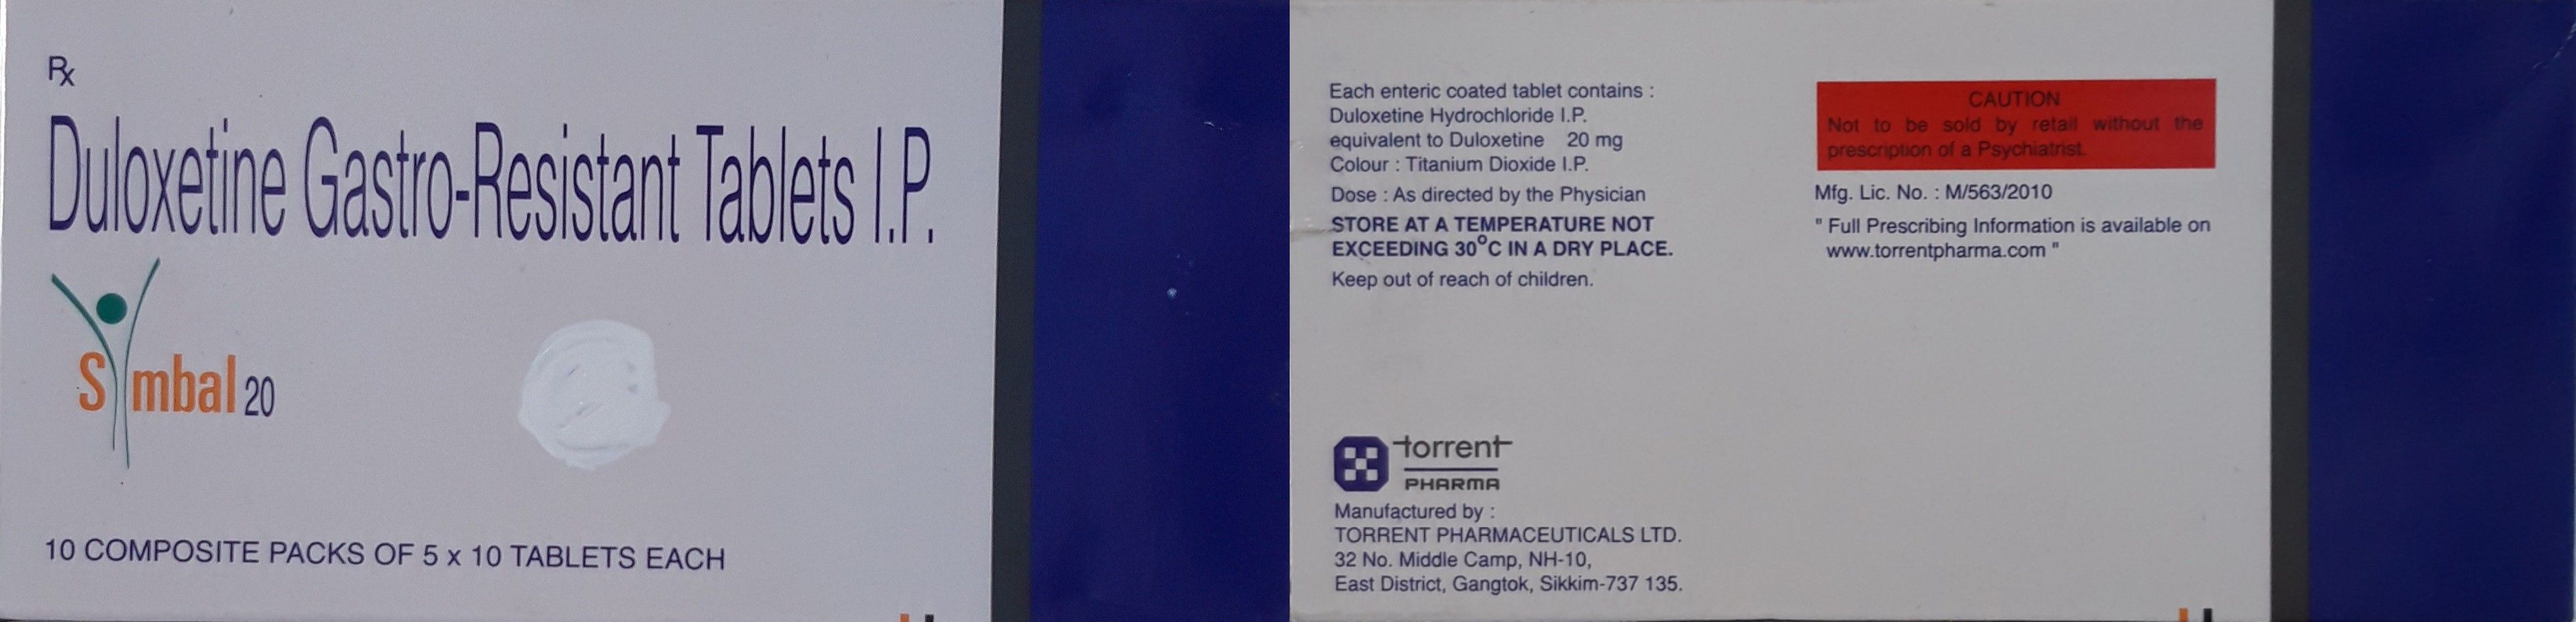 Rx
Duloxetine Gastro-Resistant Tablets I.P.
Symbal 20
10 COMPOSITE PACKS OF 5 x 10 TABLETS EACH
Each enteric coated tablet contains :
Duloxetine Hydrochloride I.P.
equivalent to Duloxetine 20 mg
Colour : Titanium Dioxide I.P.
Dose : As directed by the Physician
STORE AT A TEMPERATURE NOT
EXCEEDING 30°C IN A DRY PLACE.
Keep out of reach of children.
CAUTION
Not to be sold by retail without the
prescription of a Psychiatrist.
Mfg. Lic. No. : M/563/2010
" Full Prescribing Information is available on
www.torrentpharma.com "
torrent
PHARMA
Manufactured by :
TORRENT PHARMACEUTICALS LTD.
32 No. Middle Camp, NH-10,
East District, Gangtok, Sikkim-737 135.